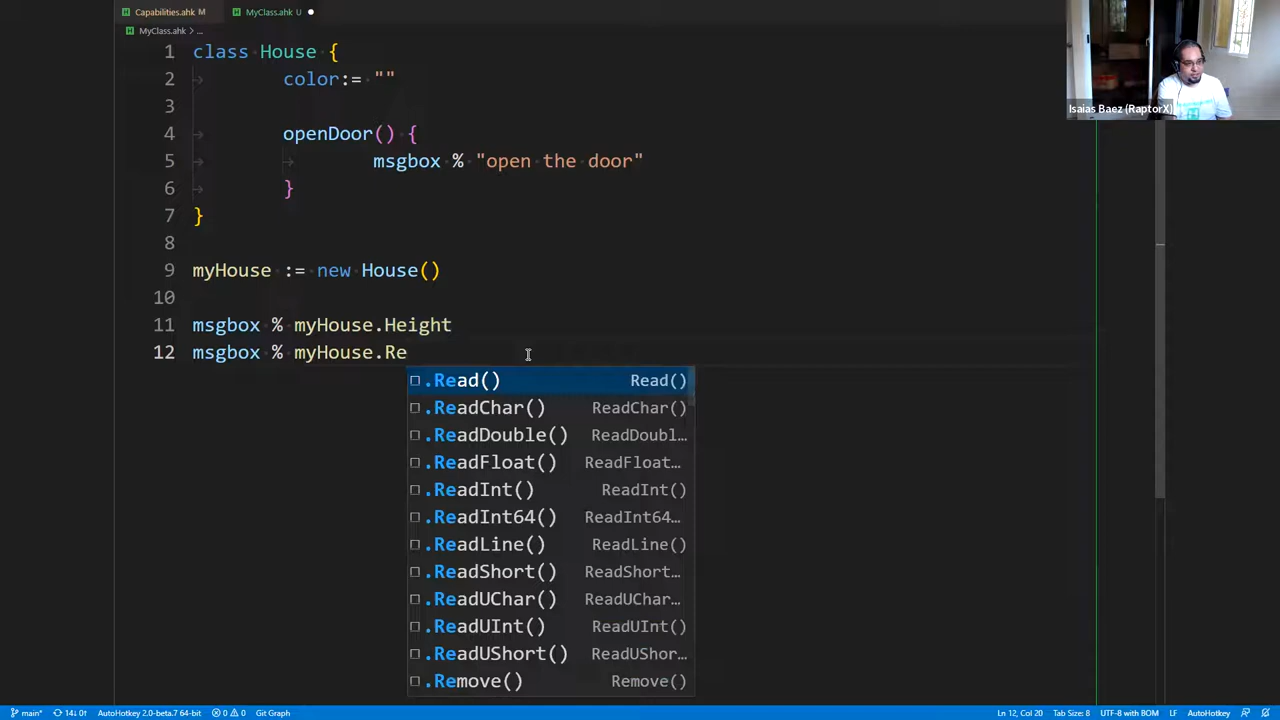 Capabilities.ahk M
MyClass.ahk U
MyClass.ahk > ...
1 class House {
2 color:= ""
3
4 openDoor() {
5 msgbox % "open the door"
6 }
7 }
8
9 myHouse := new House()
10
11 msgbox % myHouse.Height
12 msgbox % myHouse.Re
.Read() Read()
.ReadChar() ReadChar()
.ReadDouble() ReadDoubl…
.ReadFloat() ReadFloat…
.ReadInt() ReadInt()
.ReadInt64() ReadInt64…
.ReadLine() ReadLine()
.ReadShort() ReadShort…
.ReadUChar() ReadUChar…
.ReadUInt() ReadUInt()
.ReadUShort() ReadUShor…
.Remove() Remove()
Isaias Baez (RaptorX)
main* 14↓ 0↑ AutoHotkey 2.0-beta.7 64-bit 0 0 Git Graph Ln 12, Col 20 Tab Size: 8 UTF-8 with BOM LF AutoHotkey